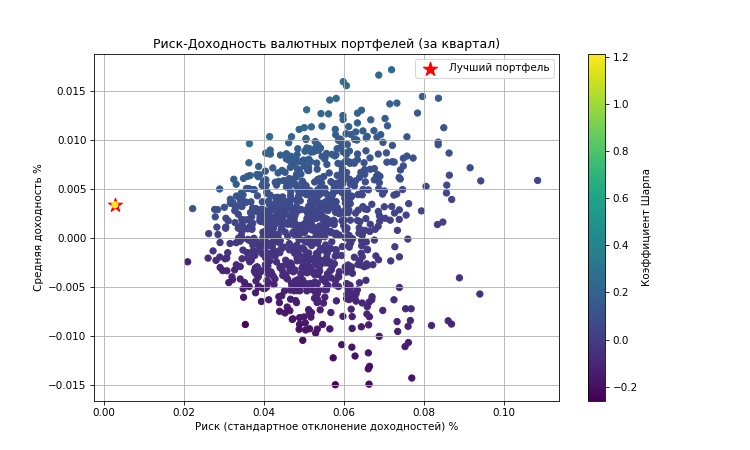 Риск-Доходность валютных портфелей (за квартал)
Лучший портфель
Средняя доходность %
0.015
0.010
0.005
0.000
−0.005
−0.010
−0.015
0.00 0.02 0.04 0.06 0.08 0.10
Риск (стандартное отклонение доходностей) %
1.2
1.0
0.8
0.6
0.4
0.2
0.0
−0.2
Коэффициент Шарпа